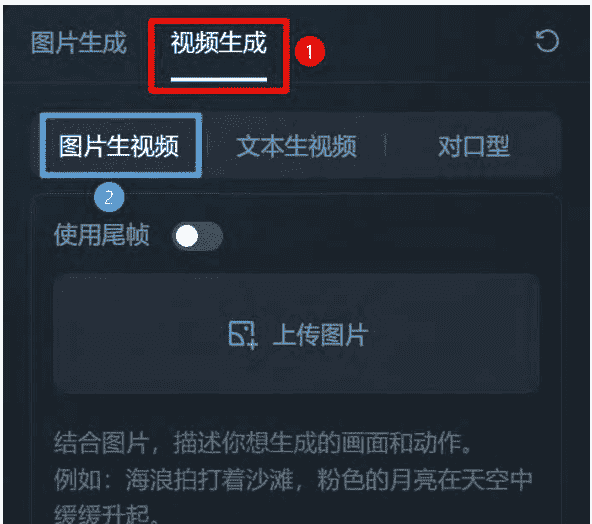 图片生成 视频生成 1
图片生视频 文本生视频 对口型
2
使用尾帧
上传图片
结合图片，描述你想生成的画面和动作。
例如：海浪拍打着沙滩，粉色的月亮在天空中
缓缓升起。